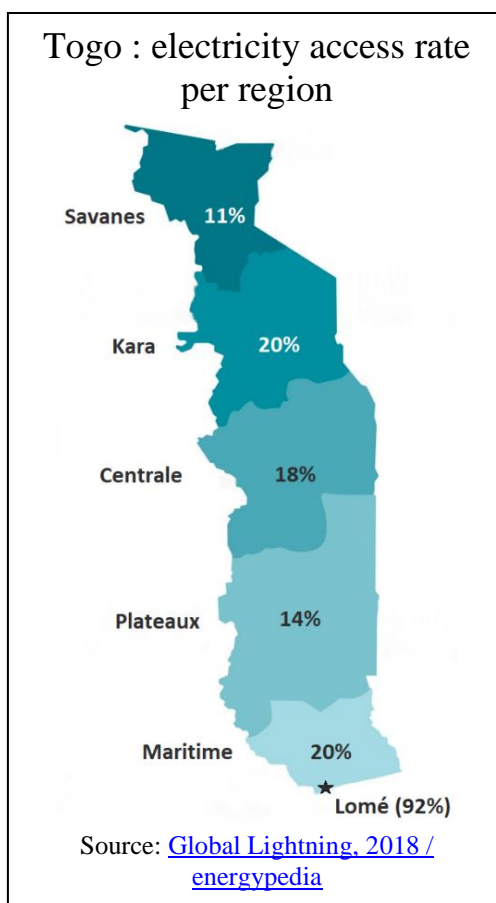 Togo : electricity access rate
per region
Savanes
11%
Kara
20%
Centrale
18%
Plateaux
14%
Maritime
20%
Lomé (92%)
Source: Global Lightning, 2018 /
energypedia